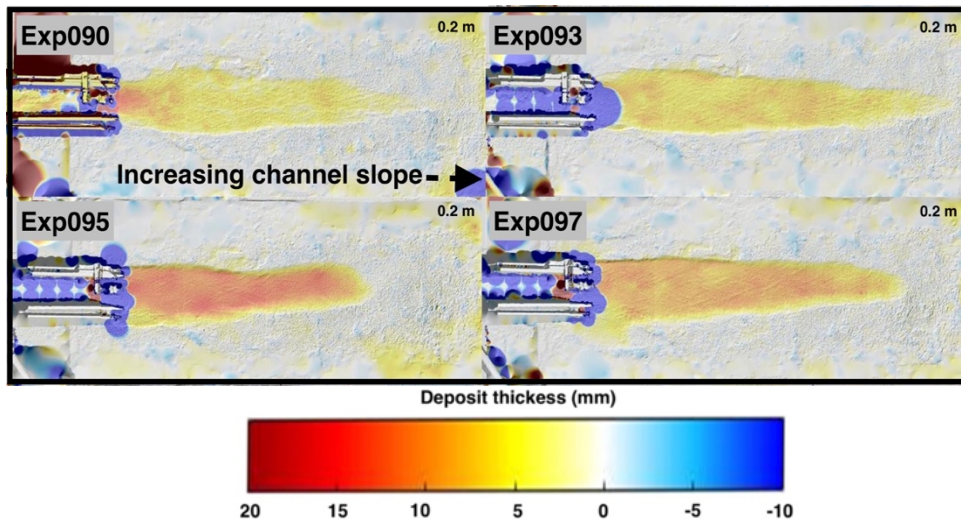 Exp090
0.2 m
Exp093
0.2 m
Increasing channel slope
Exp095
0.2 m
Exp097
0.2 m
Deposit thickess (mm)
20 15 10 5 0 -5 -10